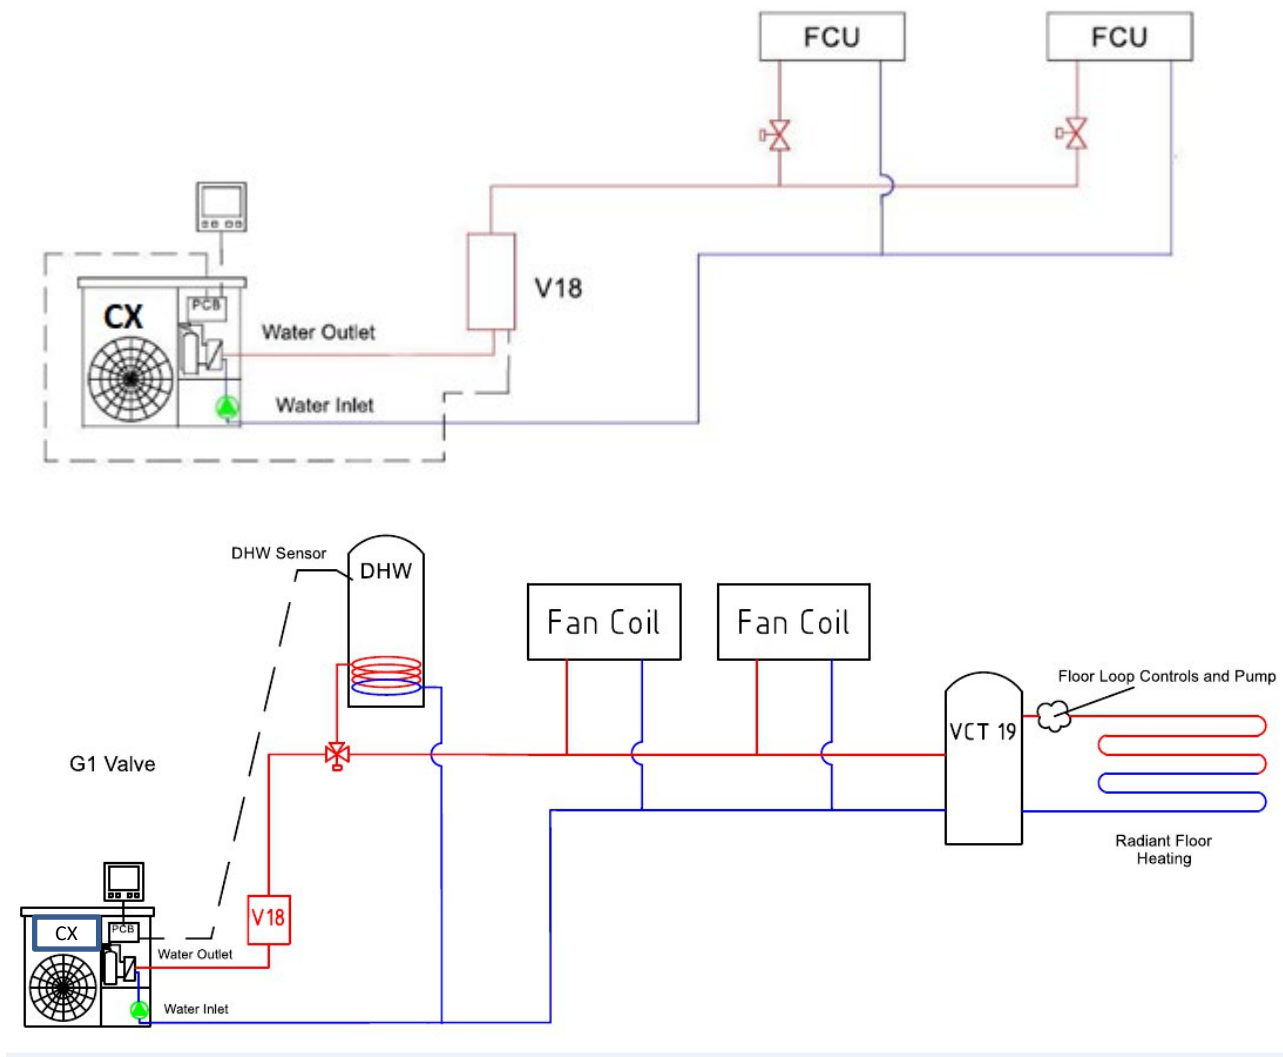 FCU
FCU
PCB
CX
V18
Water Outlet
Water Inlet
DHW Sensor
DHW
Fan Coil
Fan Coil
Floor Loop Controls and Pump
VCT 19
G1 Valve
Radiant Floor
Heating
V18
CX
PCB
Water Outlet
Water Inlet